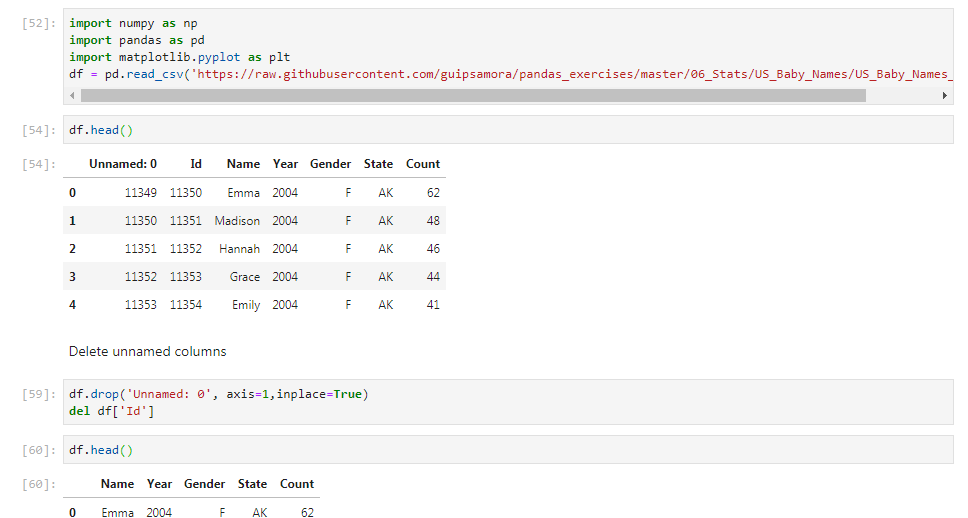 [52]: import numpy as np
import pandas as pd
import matplotlib.pyplot as plt
df = pd.read_csv('https://raw.githubusercontent.com/guipsamora/pandas_exercises/master/06_Stats/US_Baby_Names/US_Baby_Names_
[54]: df.head()
[54]: Unnamed: 0 Id Name Year Gender State Count
0 11349 11350 Emma 2004 F AK 62
1 11350 11351 Madison 2004 F AK 48
2 11351 11352 Hannah 2004 F AK 46
3 11352 11353 Grace 2004 F AK 44
4 11353 11354 Emily 2004 F AK 41
Delete unnamed columns
[59]: df.drop('Unnamed: 0', axis=1,inplace=True)
del df['Id']
[60]: df.head()
[60]: Name Year Gender State Count
0 Emma 2004 F AK 62